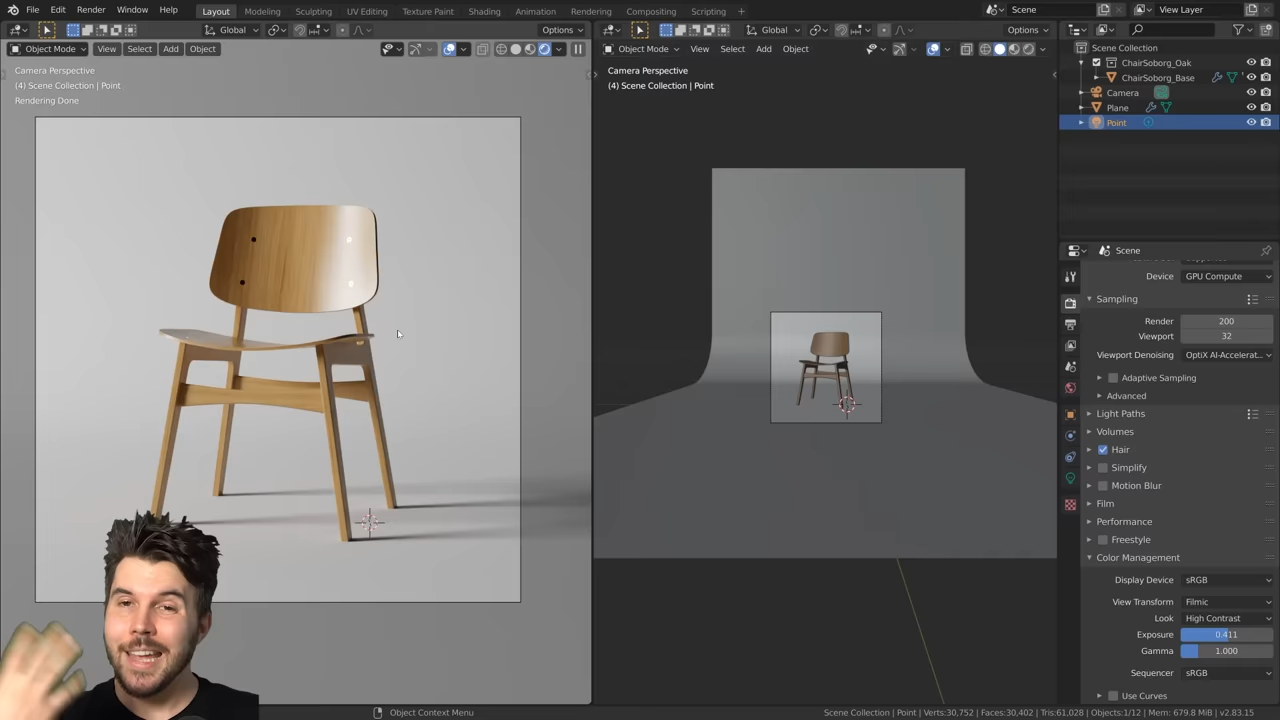 File Edit Render Window Help Layout Modeling Sculpting UV Editing Texture Paint Shading Animation Rendering Compositing Scripting + Scene View Layer
Global Options Global Options
Object Mode View Select Add Object Object Mode View Select Add Object
Camera Perspective
(4) Scene Collection | Point
Rendering Done
Camera Perspective
(4) Scene Collection | Point
Scene Collection
ChairSoborg_Oak
ChairSoborg_Base
Camera
Plane
Point
Scene
Device GPU Compute
Sampling
Render 200
Viewport 32
Viewport Denoising OptiX AI-Accelerat...
Adaptive Sampling
Advanced
Light Paths
Volumes
Hair
Simplify
Motion Blur
Film
Performance
Freestyle
Color Management
Display Device sRGB
View Transform Filmic
Look High Contrast
Exposure 0.411
Gamma 1.000
Sequencer sRGB
Use Curves
Object Context Menu
Scene Collection | Point | Verts:30,752 | Faces:30,402 | Tris:61,028 | Objects:1/12 | Mem: 679.8 MiB | v2.83.15